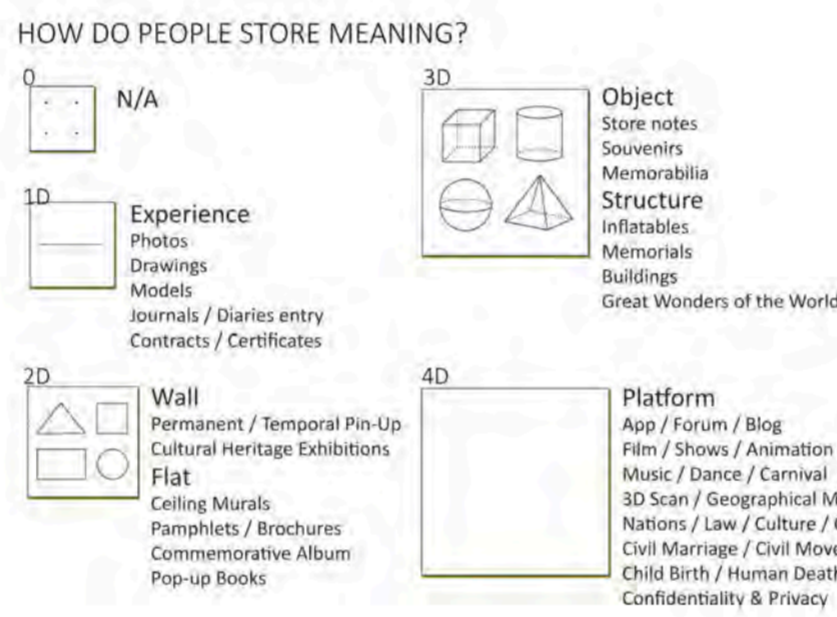 HOW DO PEOPLE STORE MEANING?
0
N/A
1D
Experience
Photos
Drawings
Models
Journals / Diaries entry
Contracts / Certificates
2D
Wall
Permanent / Temporal Pin-Up
Cultural Heritage Exhibitions
Flat
Ceiling Murals
Pamphlets / Brochures
Commemorative Album
Pop-up Books
3D
Object
Store notes
Souvenirs
Memorabilia
Structure
Inflatables
Memorials
Buildings
Great Wonders of the World
4D
Platform
App / Forum / Blog
Film / Shows / Animation
Music / Dance / Carnival
3D Scan / Geographical
Nations / Law / Culture /
Civil Marriage / Civil
Child Birth / Human Death
Confidentiality & Privacy